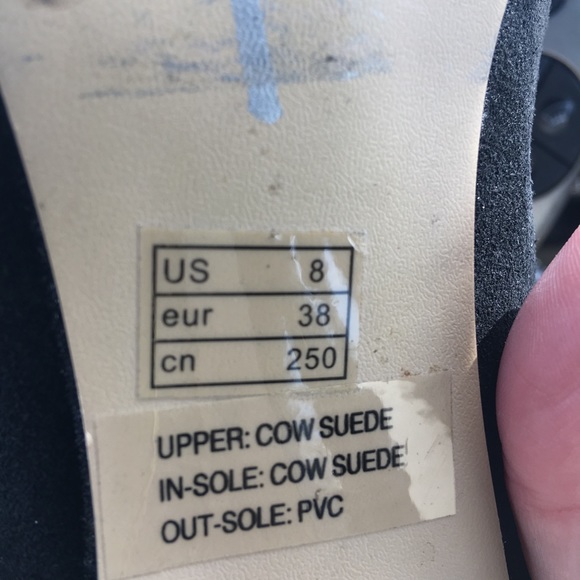 US 8
eur 38
cn 250
UPPER: COW SUEDE
IN-SOLE: COW SUEDE
OUT-SOLE: PVC